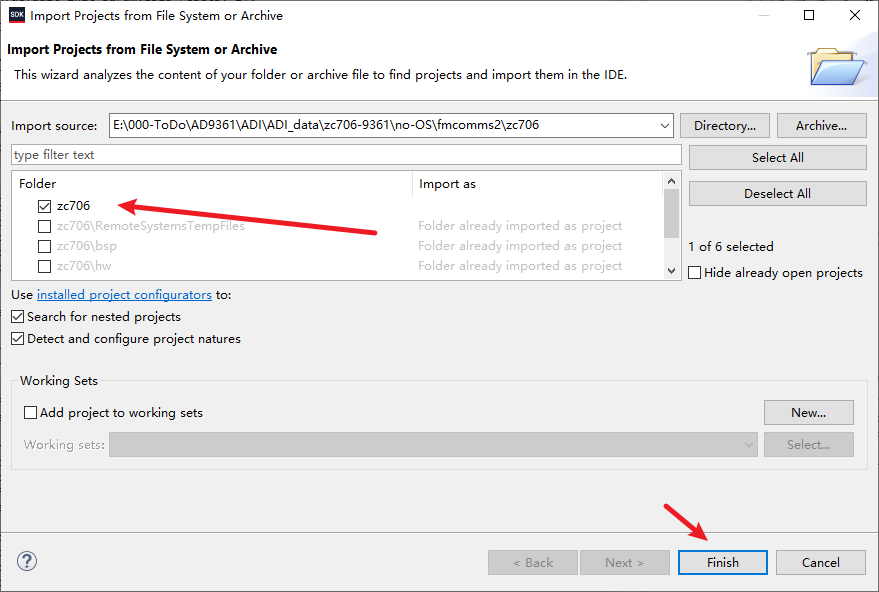 SDK Import Projects from File System or Archive
Import Projects from File System or Archive
This wizard analyzes the content of your folder or archive file to find projects and import them in the IDE.
Import source: E:\000-ToDo\AD9361\ADI\ADI_data\zc706-9361\no-OS\fmcomms2\zc706 Directory... Archive...
type filter text
Select All
Folder Import as
Deselect All
zc706
zc706\RemoteSystemsTempFiles Folder already imported as project
zc706\bsp Folder already imported as project
1 of 6 selected
zc706\hw Folder already imported as project
Hide already open projects
Use installed project configurators to:
Search for nested projects
Detect and configure project natures
Working Sets
Add project to working sets New...
Working sets: Select...
? < Back Next > Finish Cancel